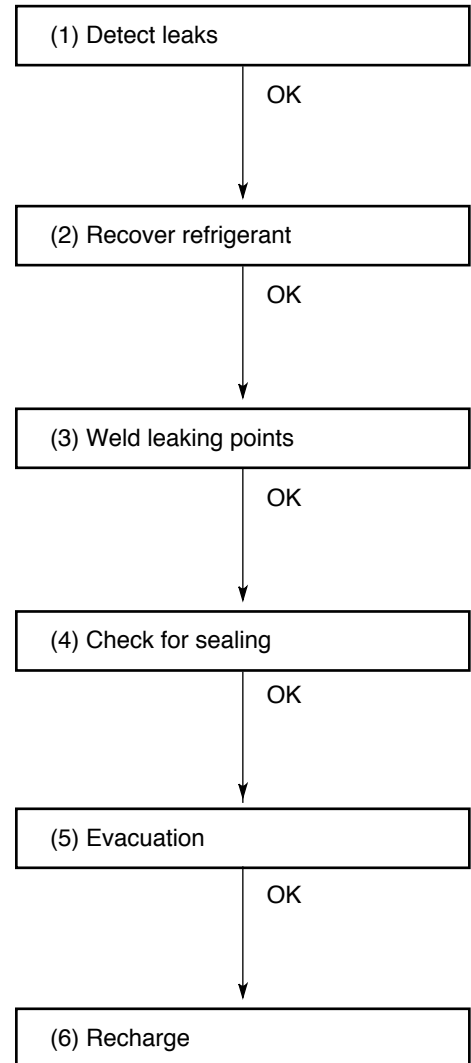 (1) Detect leaks
OK
(2) Recover refrigerant
OK
(3) Weld leaking points
OK
(4) Check for sealing
OK
(5) Evacuation
OK
(6) Recharge